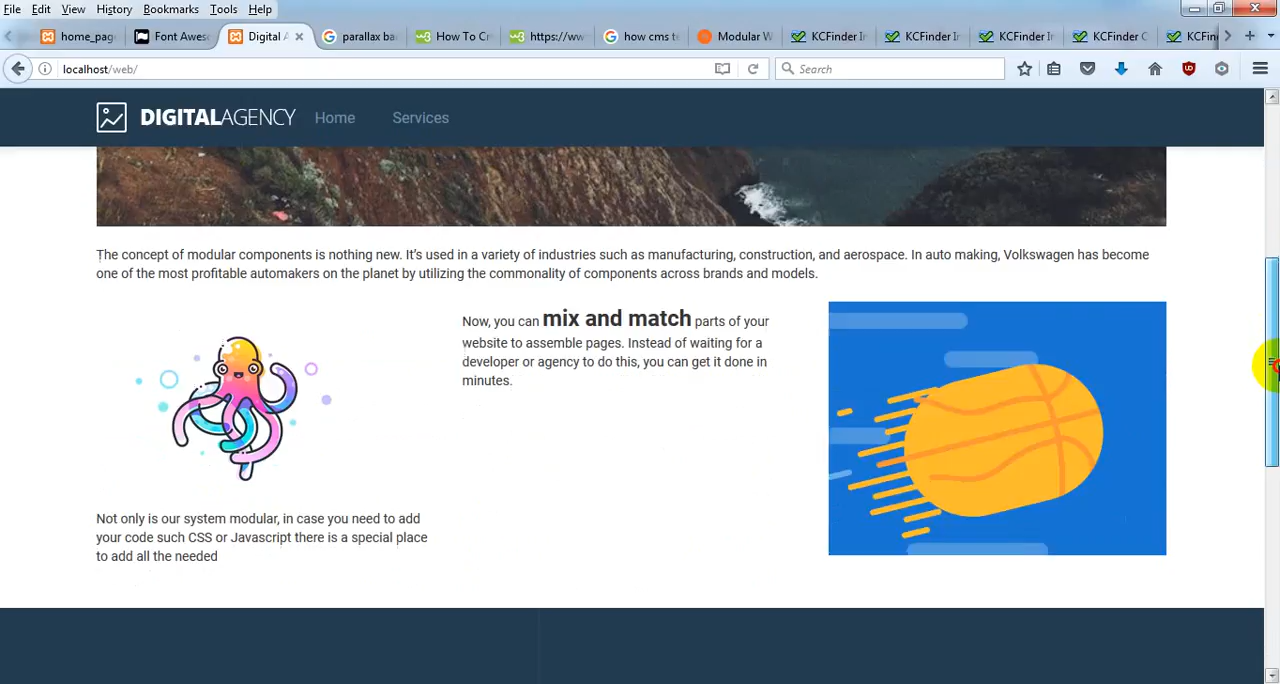 File Edit View History Bookmarks Tools Help
home_pag Font Awes Digital A parallax ba How To Cr https://ww how cms t Modular W KCFinder I KCFinder I KCFinder I KCFinder C KCFin
localhost/web/ Search
DIGITALAGENCY Home Services
The concept of modular components is nothing new. It's used in a variety of industries such as manufacturing, construction, and aerospace. In auto making, Volkswagen has become
one of the most profitable automakers on the planet by utilizing the commonality of components across brands and models.
Now, you can mix and match parts of your
website to assemble pages. Instead of waiting for a
developer or agency to do this, you can get it done in
minutes.
Not only is our system modular, in case you need to add
your code such CSS or Javascript there is a special place
to add all the needed